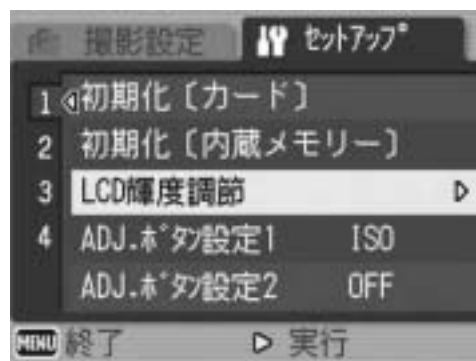 撮影設定 セットアップ
1 初期化〔カード〕
2 初期化〔内蔵メモリー〕
3 LCD輝度調節
4 ADJ.ボタン設定1 ISO
ADJ.ボタン設定2 OFF
MENU 終了 実行